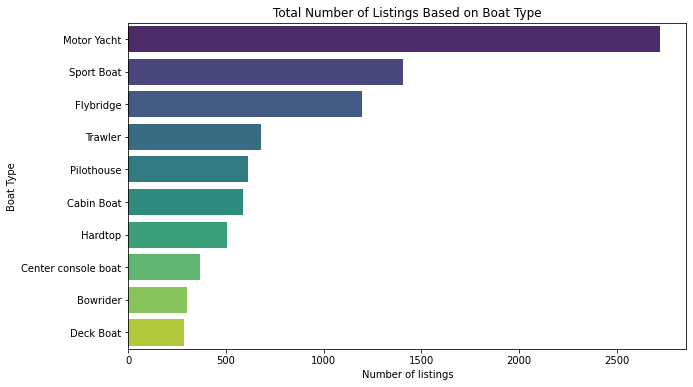 Total Number of Listings Based on Boat Type
Boat Type
Motor Yacht
Sport Boat
Flybridge
Trawler
Pilothouse
Cabin Boat
Hardtop
Center console boat
Bowrider
Deck Boat
0 500 1000 1500 2000 2500
Number of listings